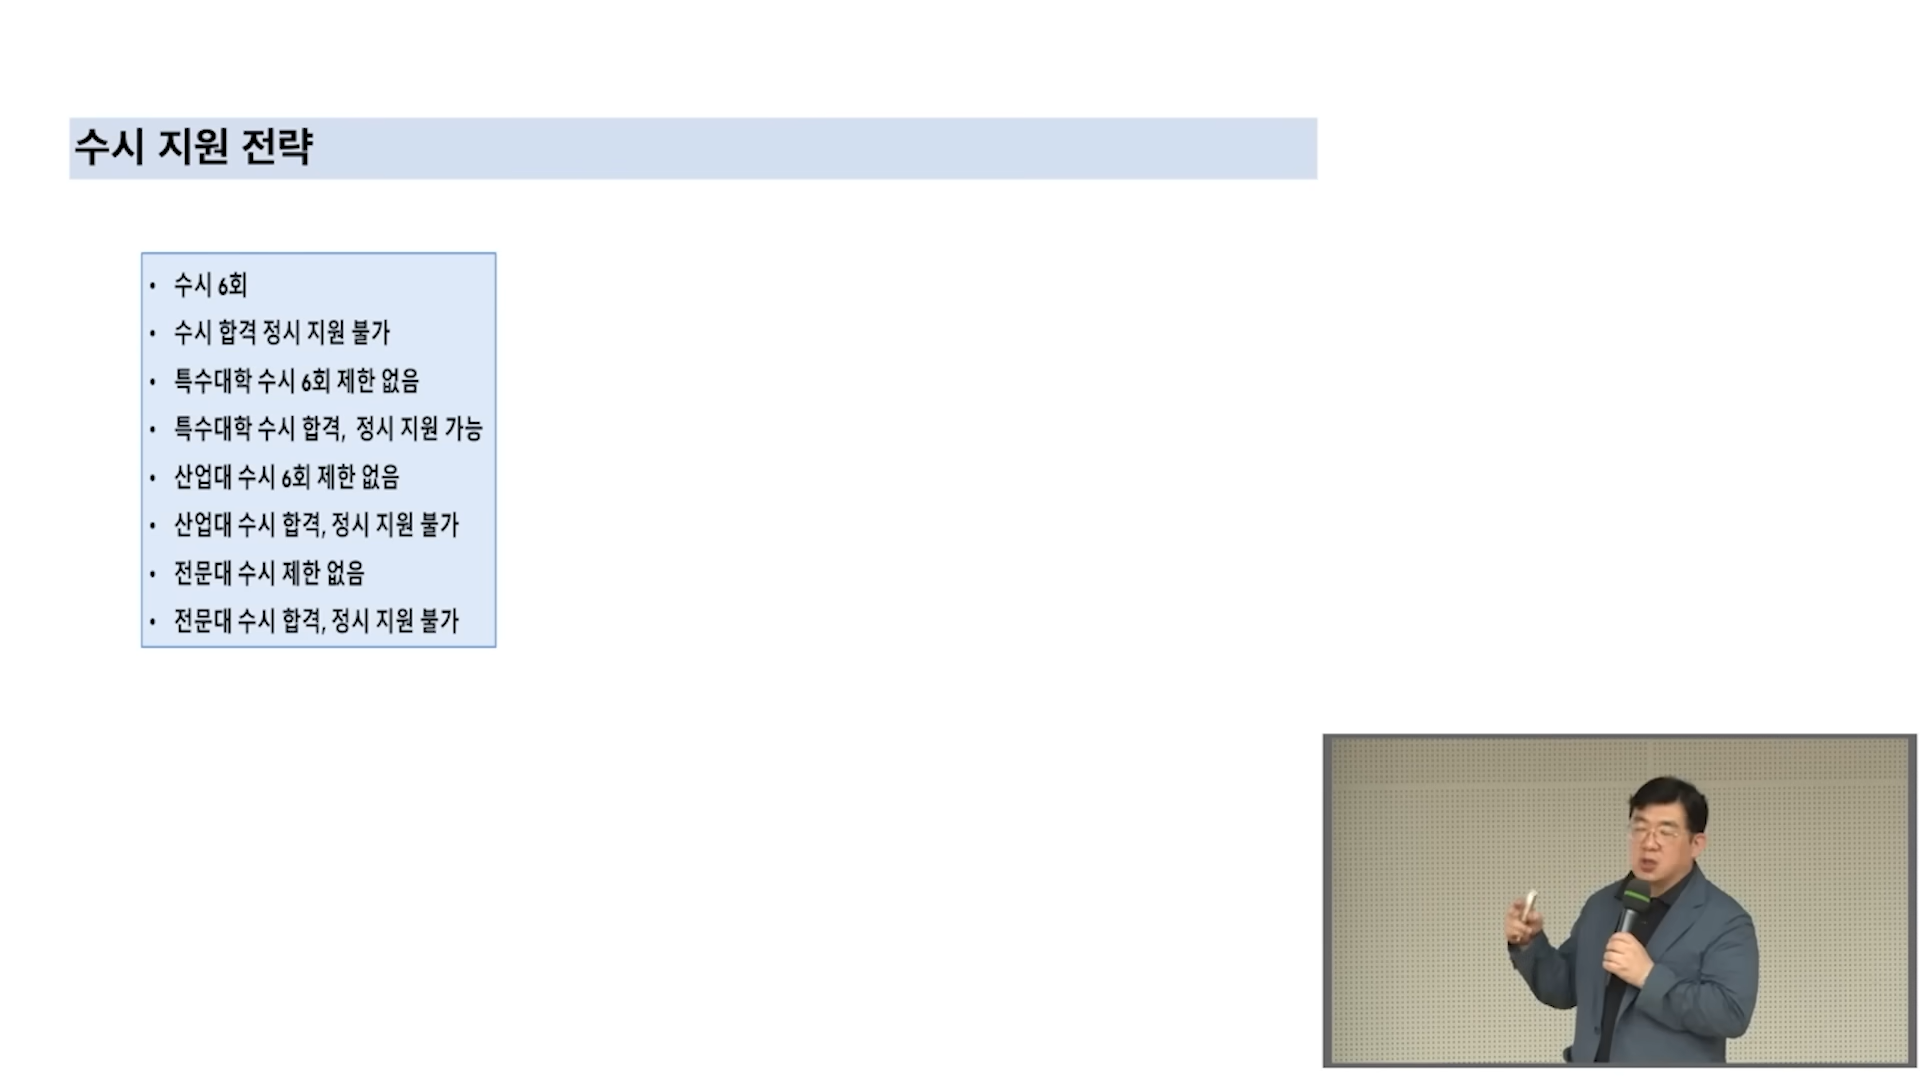 수시 지원 전략
• 수시 6회
• 수시 합격 정시 지원 불가
• 특수대학 수시 6회 제한 없음
• 특수대학 수시 합격, 정시 지원 가능
• 산업대 수시 6회 제한 없음
• 산업대 수시 합격, 정시 지원 불가
• 전문대 수시 제한 없음
• 전문대 수시 합격, 정시 지원 불가